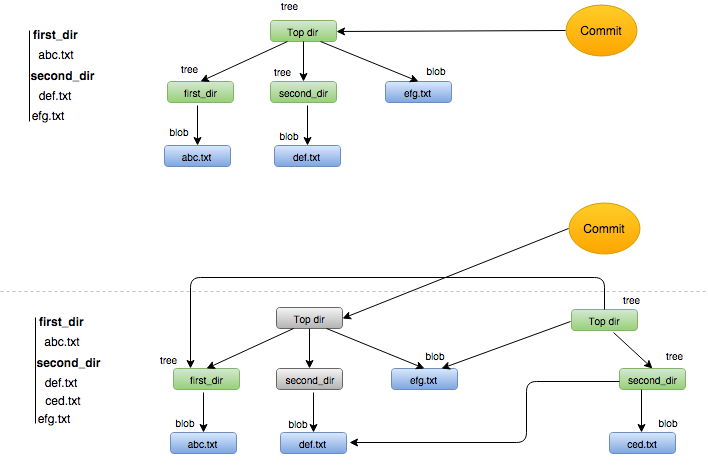 tree
Top dir
Commit
first_dir
abc.txt
second_dir
def.txt
efg.txt
tree
tree
blob
first_dir
second_dir
efg.txt
blob
blob
abc.txt
def.txt
Commit
first_dir
abc.txt
second_dir
def.txt
ced.txt
efg.txt
tree
Top dir
Top dir
tree
blob
tree
first_dir
second_dir
efg.txt
second_dir
blob
blob
blob
abc.txt
def.txt
ced.txt